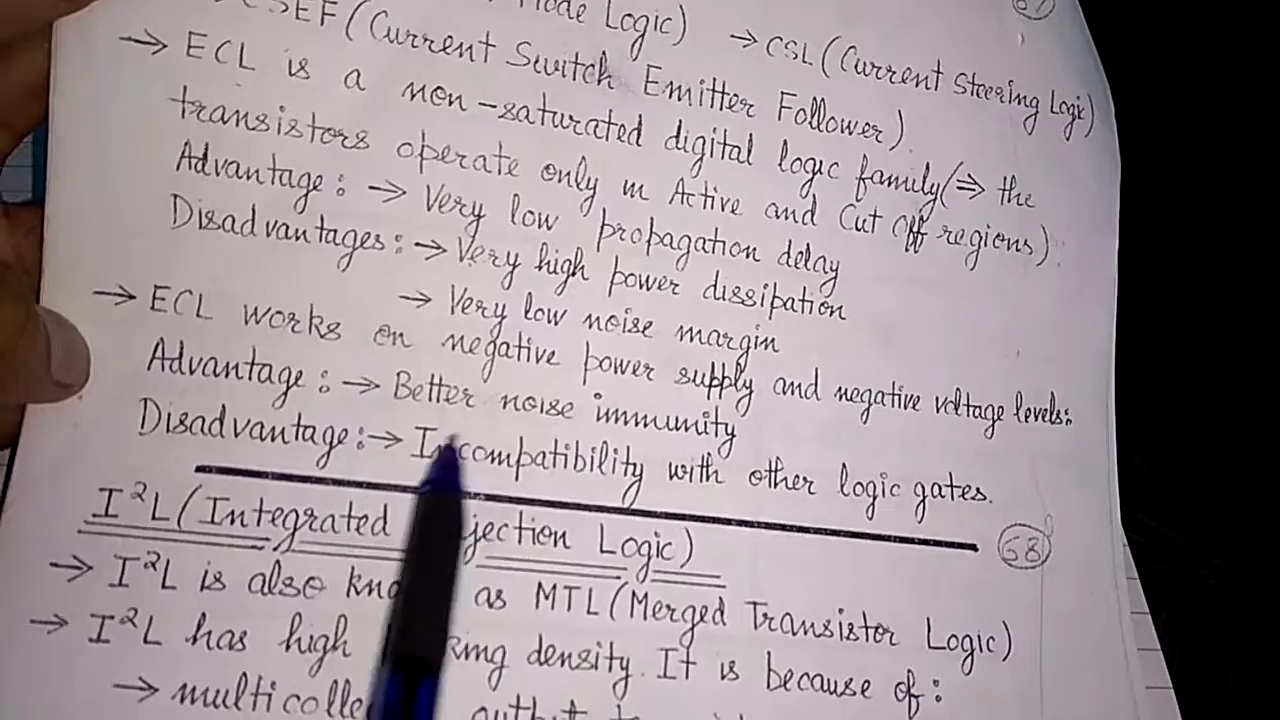 Logic) → CSL (Current Steering Logic)
CSEF (Current Switch Emitter Follower).
→ ECL is a non-saturated digital logic family (⇒ the
transistors operate only in Active and Cut off regions).
Advantage: → Very low propagation delay
Disadvantages: → Very high power dissipation
→ Very low noise margin
→ ECL works on negative power supply and negative voltage levels:
Advantage: → Better noise immunity
Disadvantage: → Incompatibility with other logic gates.
I²L (Integrated jection Logic)
68
→ I²L is also as MTL (Merged Transistor Logic)
→ I²L has high density. It is because of:
→